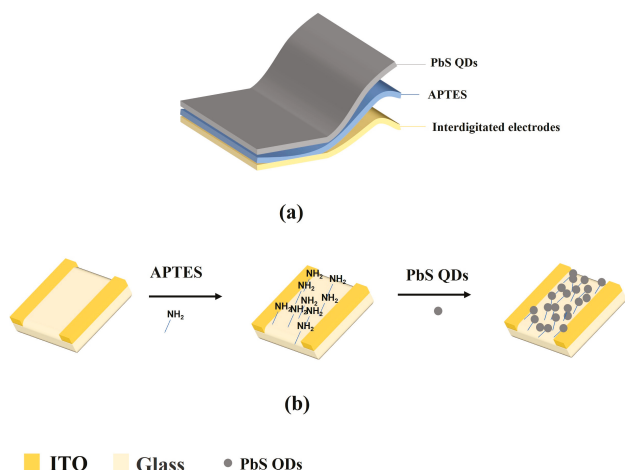 PbS QDs
APTES
Interdigitated electrodes
(a)
APTES
NH2
NH2
NH2
NH2
NH2
NH2
NH2
NH2
NH2
NH2
PbS QDs
(b)
ITO
Glass
PbS QDs